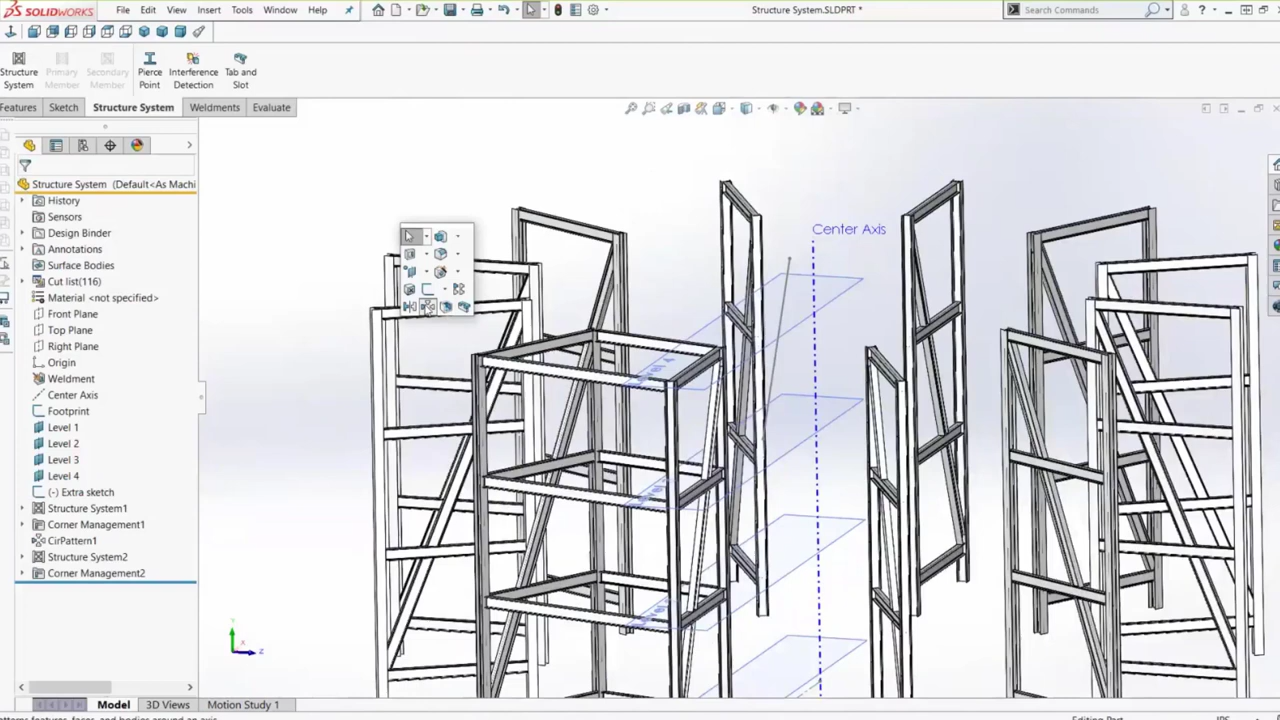 SOLIDWORKS File Edit View Insert Tools Window Help Structure System.SLDPRT * Search Commands
Structure System
Primary Member
Secondary Member
Pierce Point
Interference Detection
Tab and Slot
Features Sketch Structure System Weldments Evaluate
Structure System (Default<As Machi
History
Sensors
Design Binder
Annotations
Surface Bodies
Cut list(116)
Material <not specified>
Front Plane
Top Plane
Right Plane
Origin
Weldment
Center Axis
Footprint
Level 1
Level 2
Level 3
Level 4
(-) Extra sketch
Structure System1
Corner Management1
CirPattern1
Structure System2
Corner Management2
Center Axis
Y
X
Z
Model 3D Views Motion Study 1